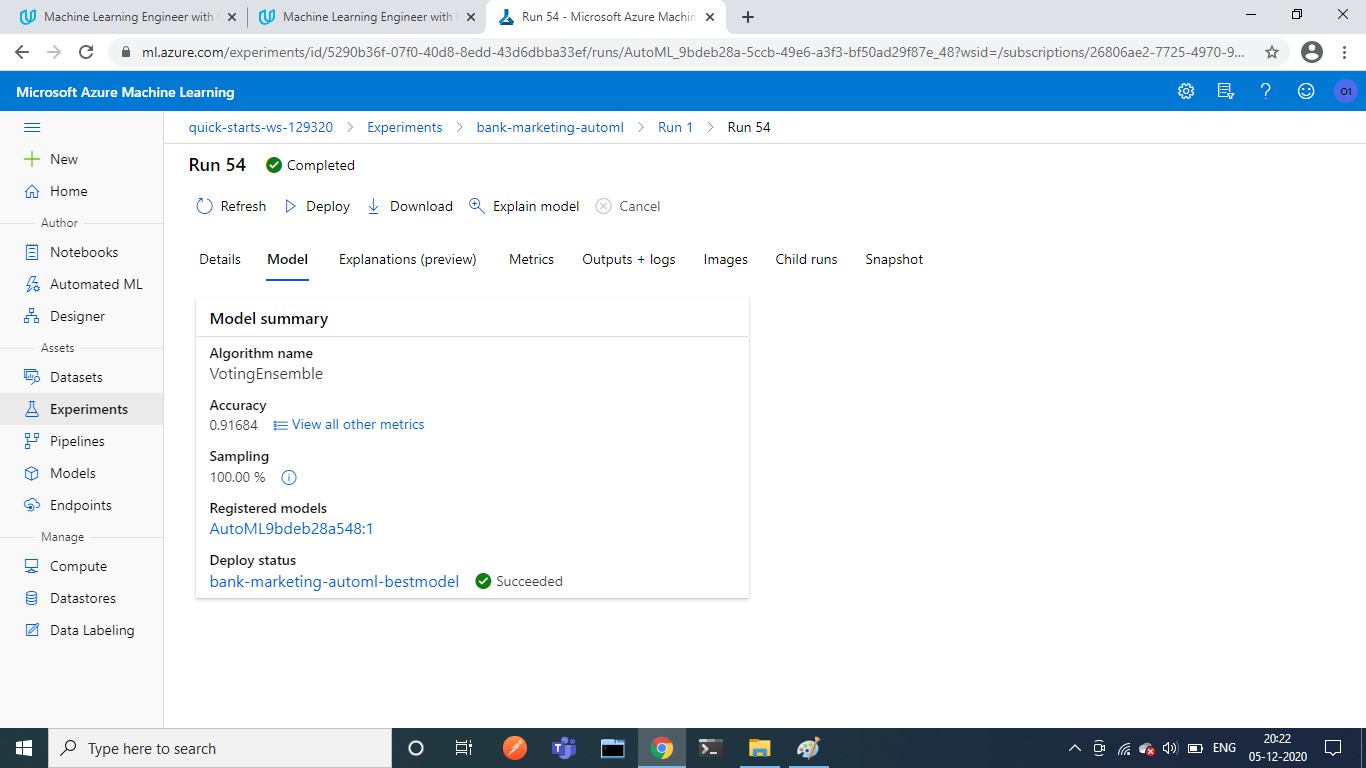 Machine Learning Engineer with
Machine Learning Engineer with
Run 54 - Microsoft Azure Machin
ml.azure.com/experiments/id/5290b36f-07f0-40d8-8edd-43d6dbba33ef/runs/AutoML_9bdeb28a-5ccb-49e6-a3f3-bf50ad29f87e_48?wsid=/subscriptions/26806ae2-7725-4970-9...
Microsoft Azure Machine Learning
O1
quick-starts-ws-129320 > Experiments > bank-marketing-automl > Run 1 > Run 54
New
Home
Author
Notebooks
Automated ML
Designer
Assets
Datasets
Experiments
Pipelines
Models
Endpoints
Manage
Compute
Datastores
Data Labeling
Run 54 Completed
Refresh Deploy Download Explain model Cancel
Details Model Explanations (preview) Metrics Outputs + logs Images Child runs Snapshot
Model summary
Algorithm name
VotingEnsemble
Accuracy
0.91684 View all other metrics
Sampling
100.00 %
Registered models
AutoML9bdeb28a548:1
Deploy status
bank-marketing-automl-bestmodel Succeeded
Type here to search
ENG
20:22
05-12-2020